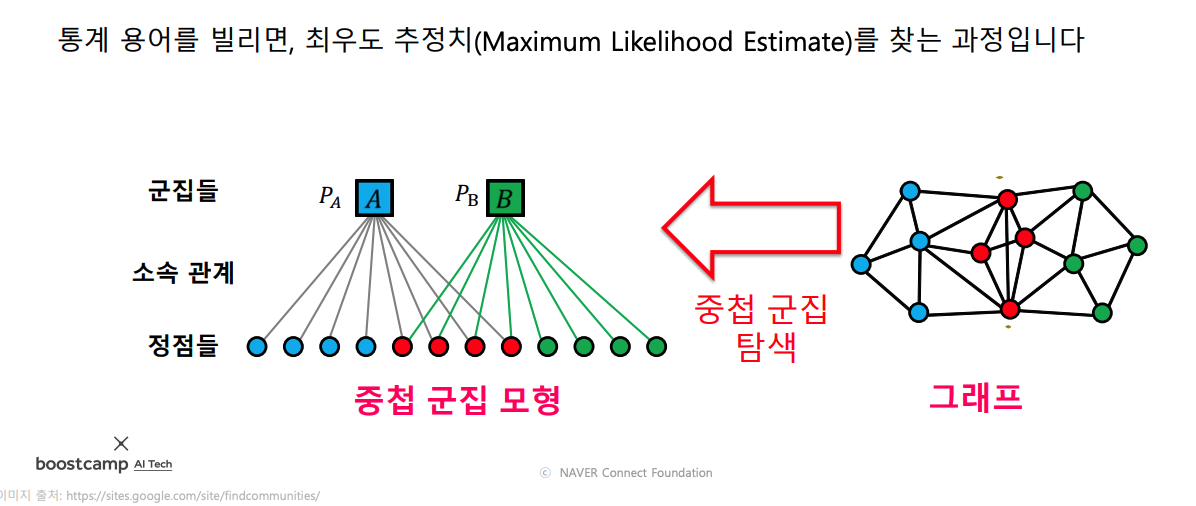 통계 용어를 빌리면, 최우도 추정치(Maximum Likelihood Estimate)를 찾는 과정입니다
군집들
P_A
A
P_B
B
소속 관계
정점들
중첩 군집 모형
중첩 군집
탐색
그래프
boostcamp AI Tech
ⓒ NAVER Connect Foundation
이미지 출처: https://sites.google.com/site/findcommunities/